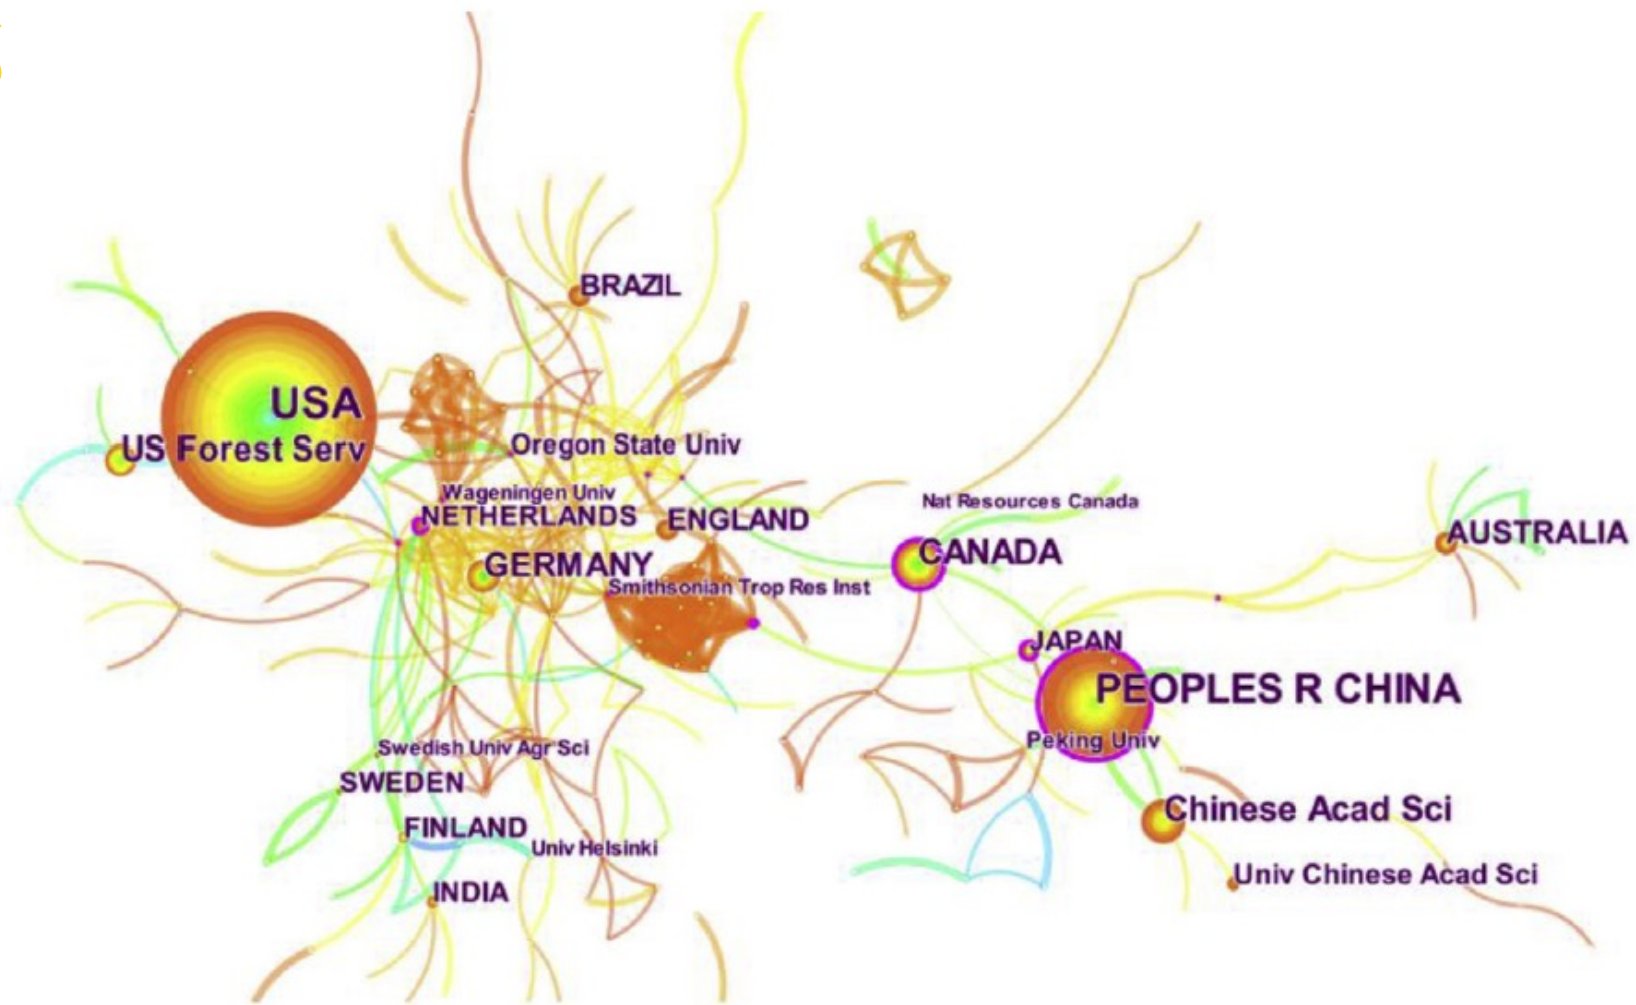 BRAZIL
USA
US Forest Serv
Oregon State Univ
Wageningen Univ
NETHERLANDS
ENGLAND
GERMANY
Smithsonian Trop Res Inst
Nat Resources Canada
CANADA
AUSTRALIA
JAPAN
PEOPLES R CHINA
Peking Univ
Swedish Univ Agr Sci
SWEDEN
FINLAND
Univ Helsinki
INDIA
Chinese Acad Sci
Univ Chinese Acad Sci